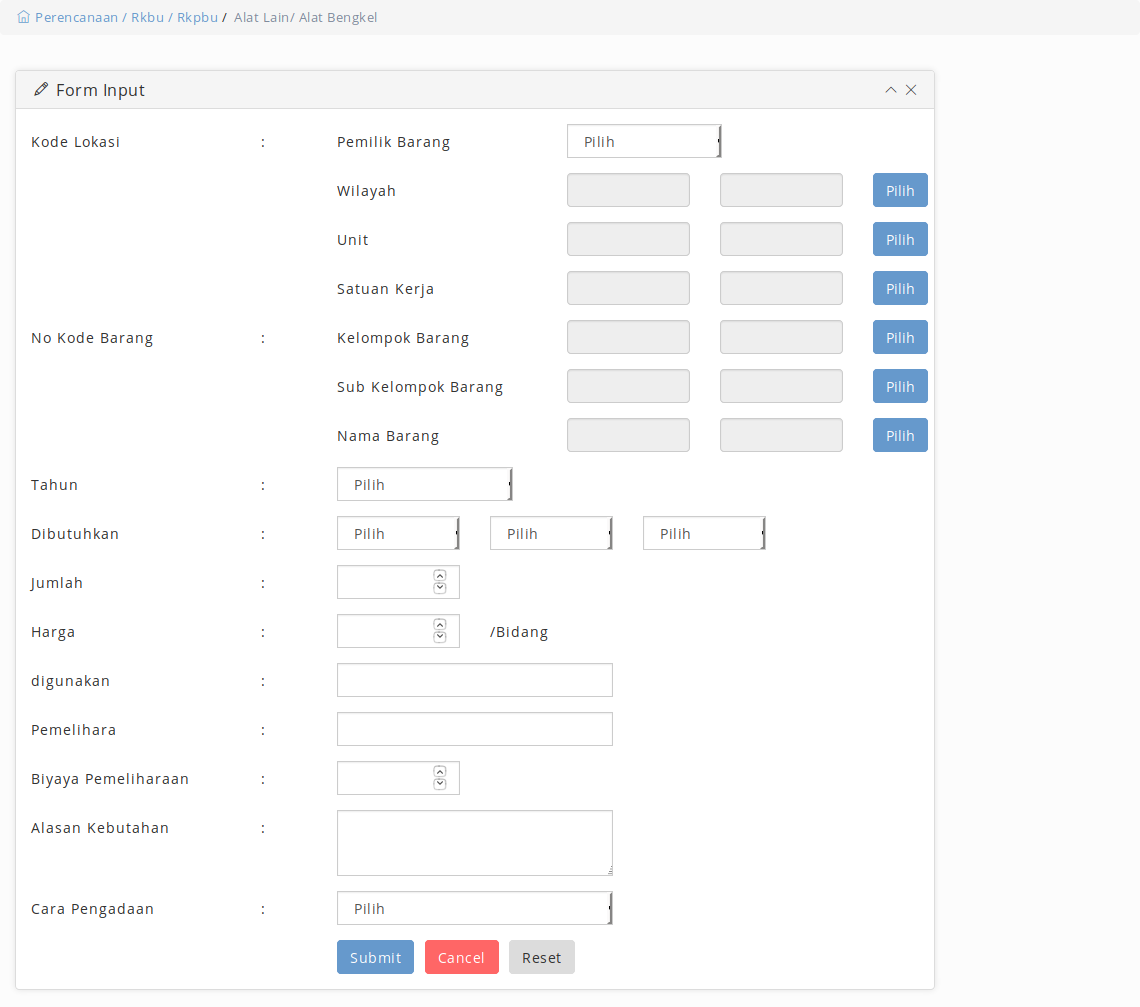 Perencanaan / Rkbu / Rkpbu / Alat Lain/ Alat Bengkel
Form Input
Kode Lokasi : Pemilik Barang Pilih
Wilayah Pilih
Unit Pilih
Satuan Kerja Pilih
No Kode Barang : Kelompok Barang Pilih
Sub Kelompok Barang Pilih
Nama Barang Pilih
Tahun : Pilih
Dibutuhkan : Pilih Pilih Pilih
Jumlah :
Harga : /Bidang
digunakan :
Pemelihara :
Biyaya Pemeliharaan :
Alasan Kebutahan :
Cara Pengadaan : Pilih
Submit Cancel Reset